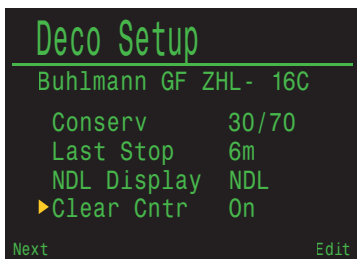 Deco Setup
Buhlmann GF ZHL- 16C
Conserv 30/70
Last Stop 6m
NDL Display NDL
Clear Cntr On
Next Edit